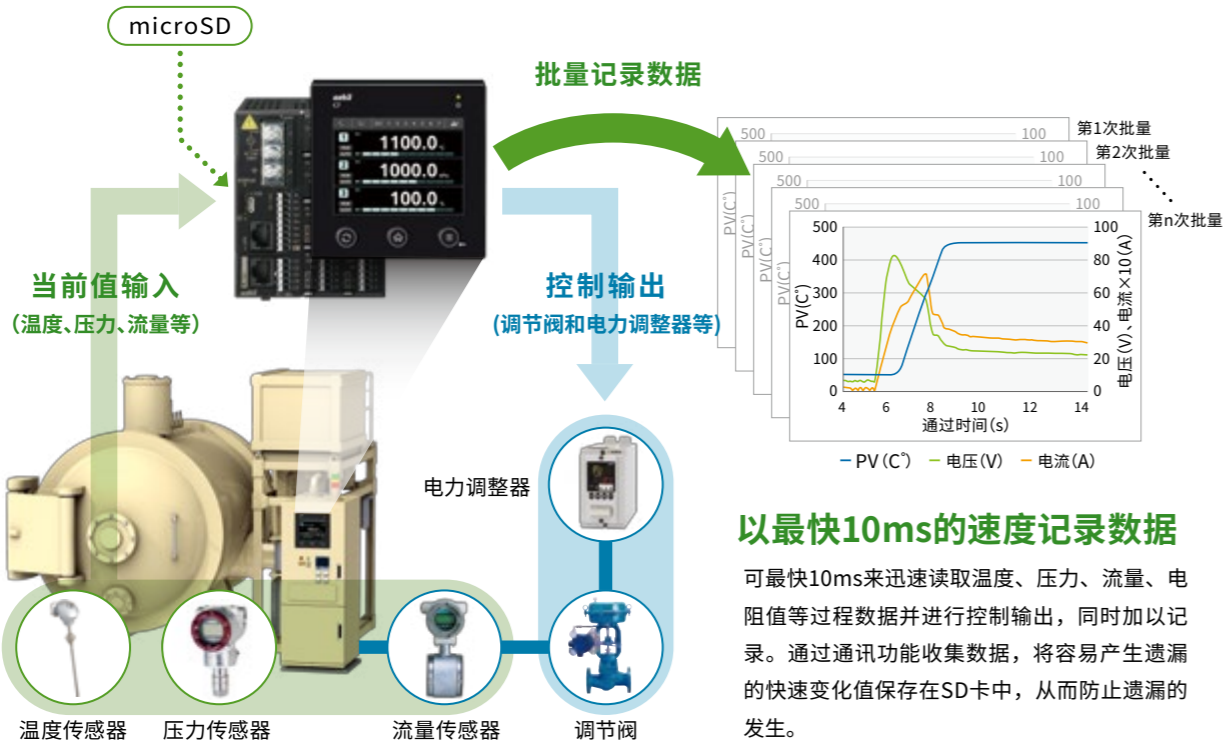 microSD
批量记录数据
azbil
1
1100.0
2
1000.0
3
100.0
当前值输入
(温度、压力、流量等)
控制输出
(调节阀和电力调整器等)
500 100 第1次批量
500 100 第2次批量
500 100
500 100 第n次批量
PV(C°)
PV(C°)
PV(C°)
PV(C°)
500 100
400 80
300 60
200 40
100 20
0 0
PV(C°)
电压(V)、电流×10(A)
4 6 8 10 12 14
通过时间(s)
PV(C°) 电压(V) 电流(A)
电力调整器
温度传感器 压力传感器 流量传感器 调节阀
以最快10ms的速度记录数据
可最快10ms来迅速读取温度、压力、流量、电
阻值等过程数据并进行控制输出，同时加以记
录。通过通讯功能收集数据，将容易产生遗漏
的快速变化值保存在SD卡中，从而防止遗漏的
发生。